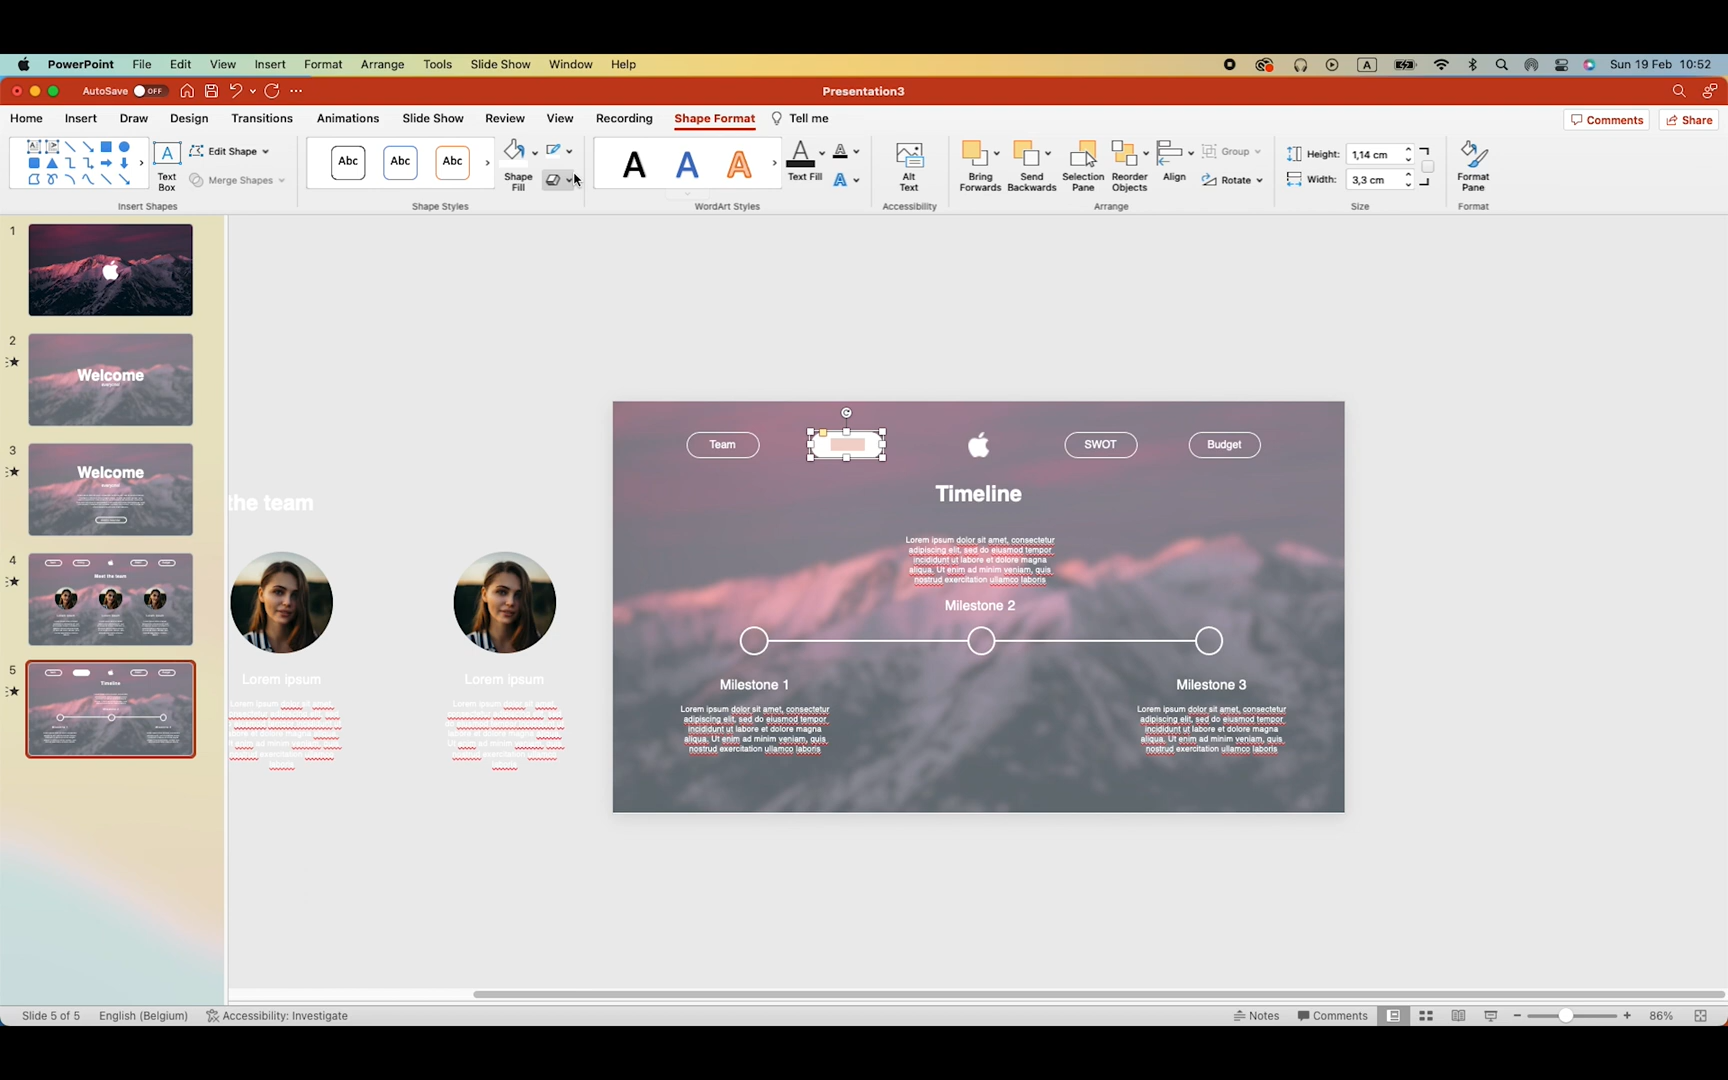 PowerPoint File Edit View Insert Format Arrange Tools Slide Show Window Help A Sun 19 Feb 10:52
AutoSave OFF Presentation3
Home Insert Draw Design Transitions Animations Slide Show Review View Recording Shape Format Tell me Comments Share
A Text Box Edit Shape Merge Shapes
Abc Abc Abc Shape Fill
A A A A Text Fill A A
Alt Text
Bring Forwards Send Backwards Selection Pane Reorder Objects Align Group Rotate
Height: 1,14 cm
Width: 3,3 cm
Format Pane
Insert Shapes Shape Styles WordArt Styles Accessibility Arrange Size Format
1
2
Welcome
3
Welcome
4
Meet the team
5
Timeline
the team
Lorem ipsum
Lorem ipsum
Team
SWOT
Budget
Timeline
Lorem ipsum dolor sit amet, consectetur
adipiscing elit, sed do eiusmod tempor
incididunt ut labore et dolore magna
aliqua. Ut enim ad minim veniam, quis
nostrud exercitation ullamco laboris
Milestone 2
Milestone 1
Lorem ipsum dolor sit amet, consectetur
adipiscing elit, sed do eiusmod tempor
incididunt ut labore et dolore magna
aliqua. Ut enim ad minim veniam, quis
nostrud exercitation ullamco laboris
Milestone 3
Lorem ipsum dolor sit amet, consectetur
adipiscing elit, sed do eiusmod tempor
incididunt ut labore et dolore magna
aliqua. Ut enim ad minim veniam, quis
nostrud exercitation ullamco laboris
Slide 5 of 5 English (Belgium) Accessibility: Investigate Notes Comments 86%